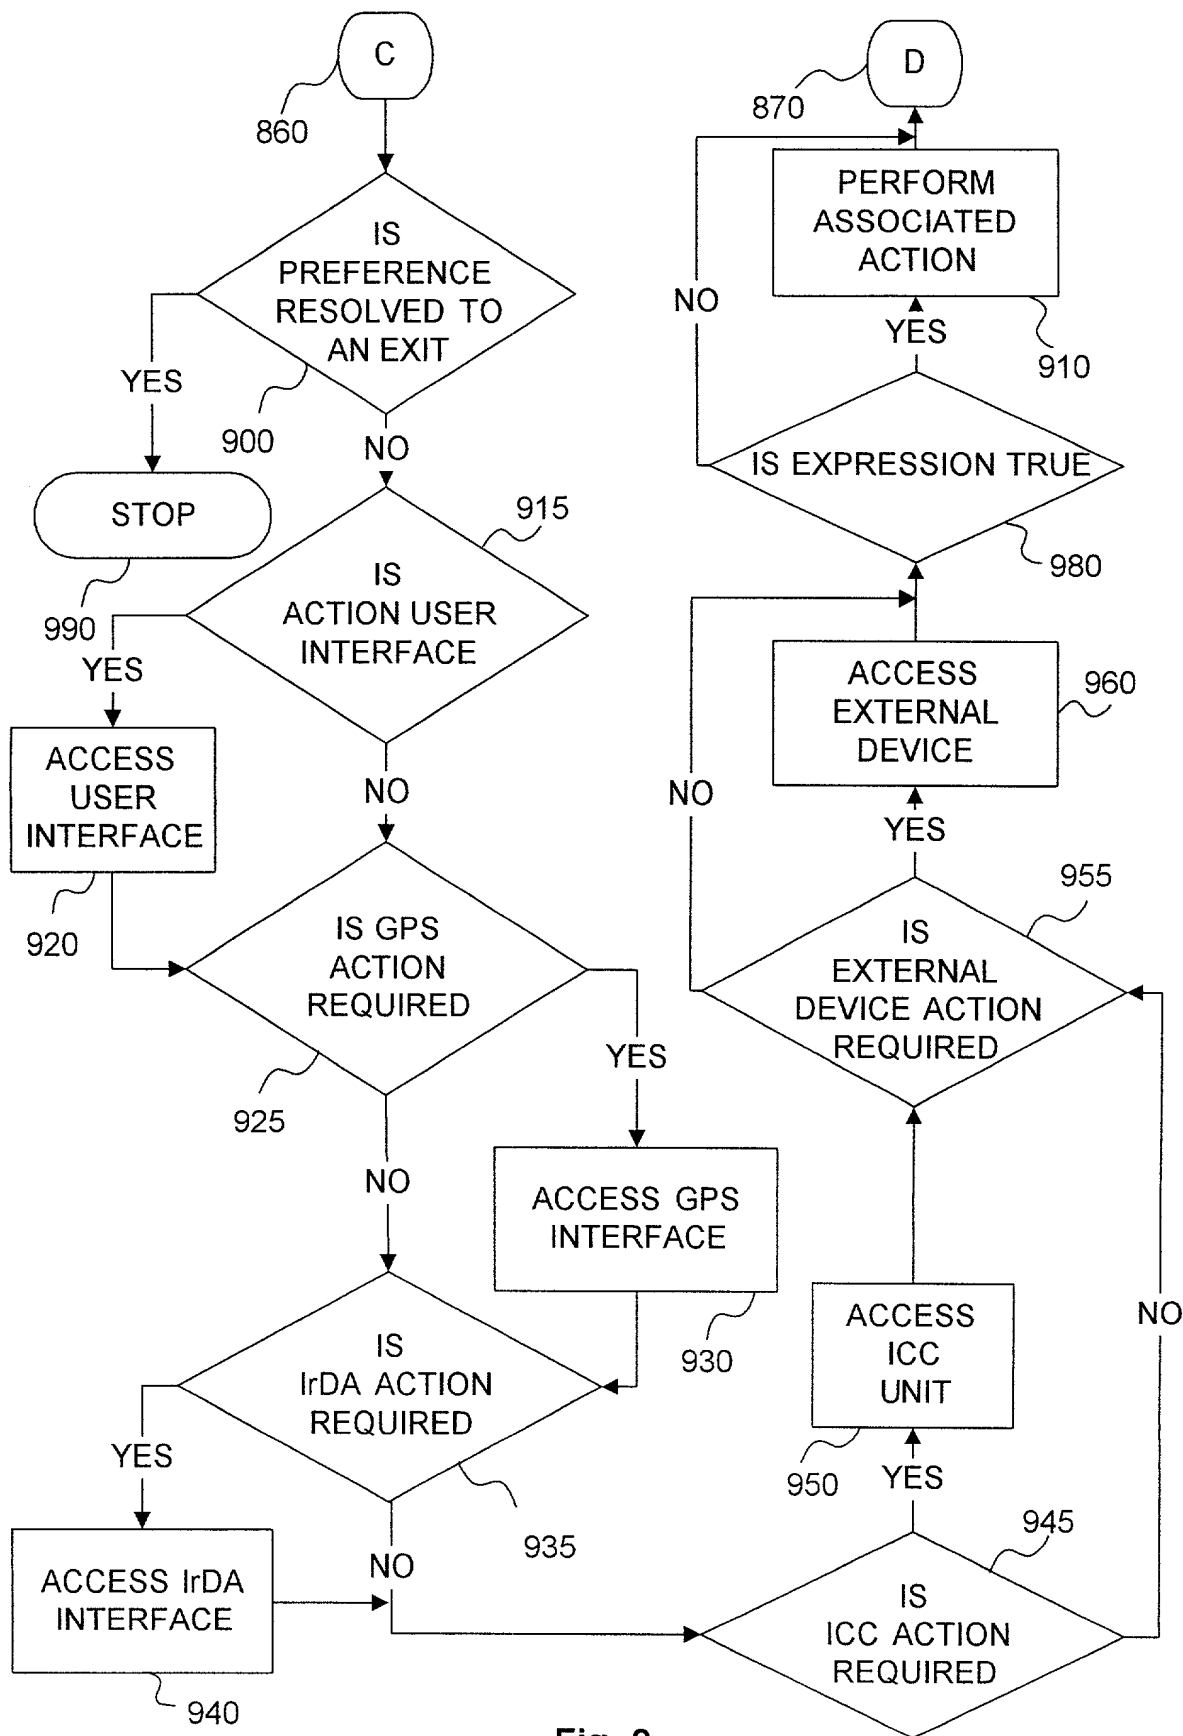 C
860
IS
PREFERENCE
RESOLVED TO
AN EXIT
YES
900
NO
STOP
990
915
IS
ACTION USER
INTERFACE
YES
NO
ACCESS
USER
INTERFACE
920
IS GPS
ACTION
REQUIRED
925
YES
NO
ACCESS GPS
INTERFACE
930
IS
IrDA ACTION
REQUIRED
YES
935
NO
ACCESS IrDA
INTERFACE
940
D
870
PERFORM
ASSOCIATED
ACTION
NO
YES
910
IS EXPRESSION TRUE
980
ACCESS
EXTERNAL
DEVICE
960
NO
YES
955
IS
EXTERNAL
DEVICE ACTION
REQUIRED
ACCESS
ICC
UNIT
NO
950
YES
945
IS
ICC ACTION
REQUIRED